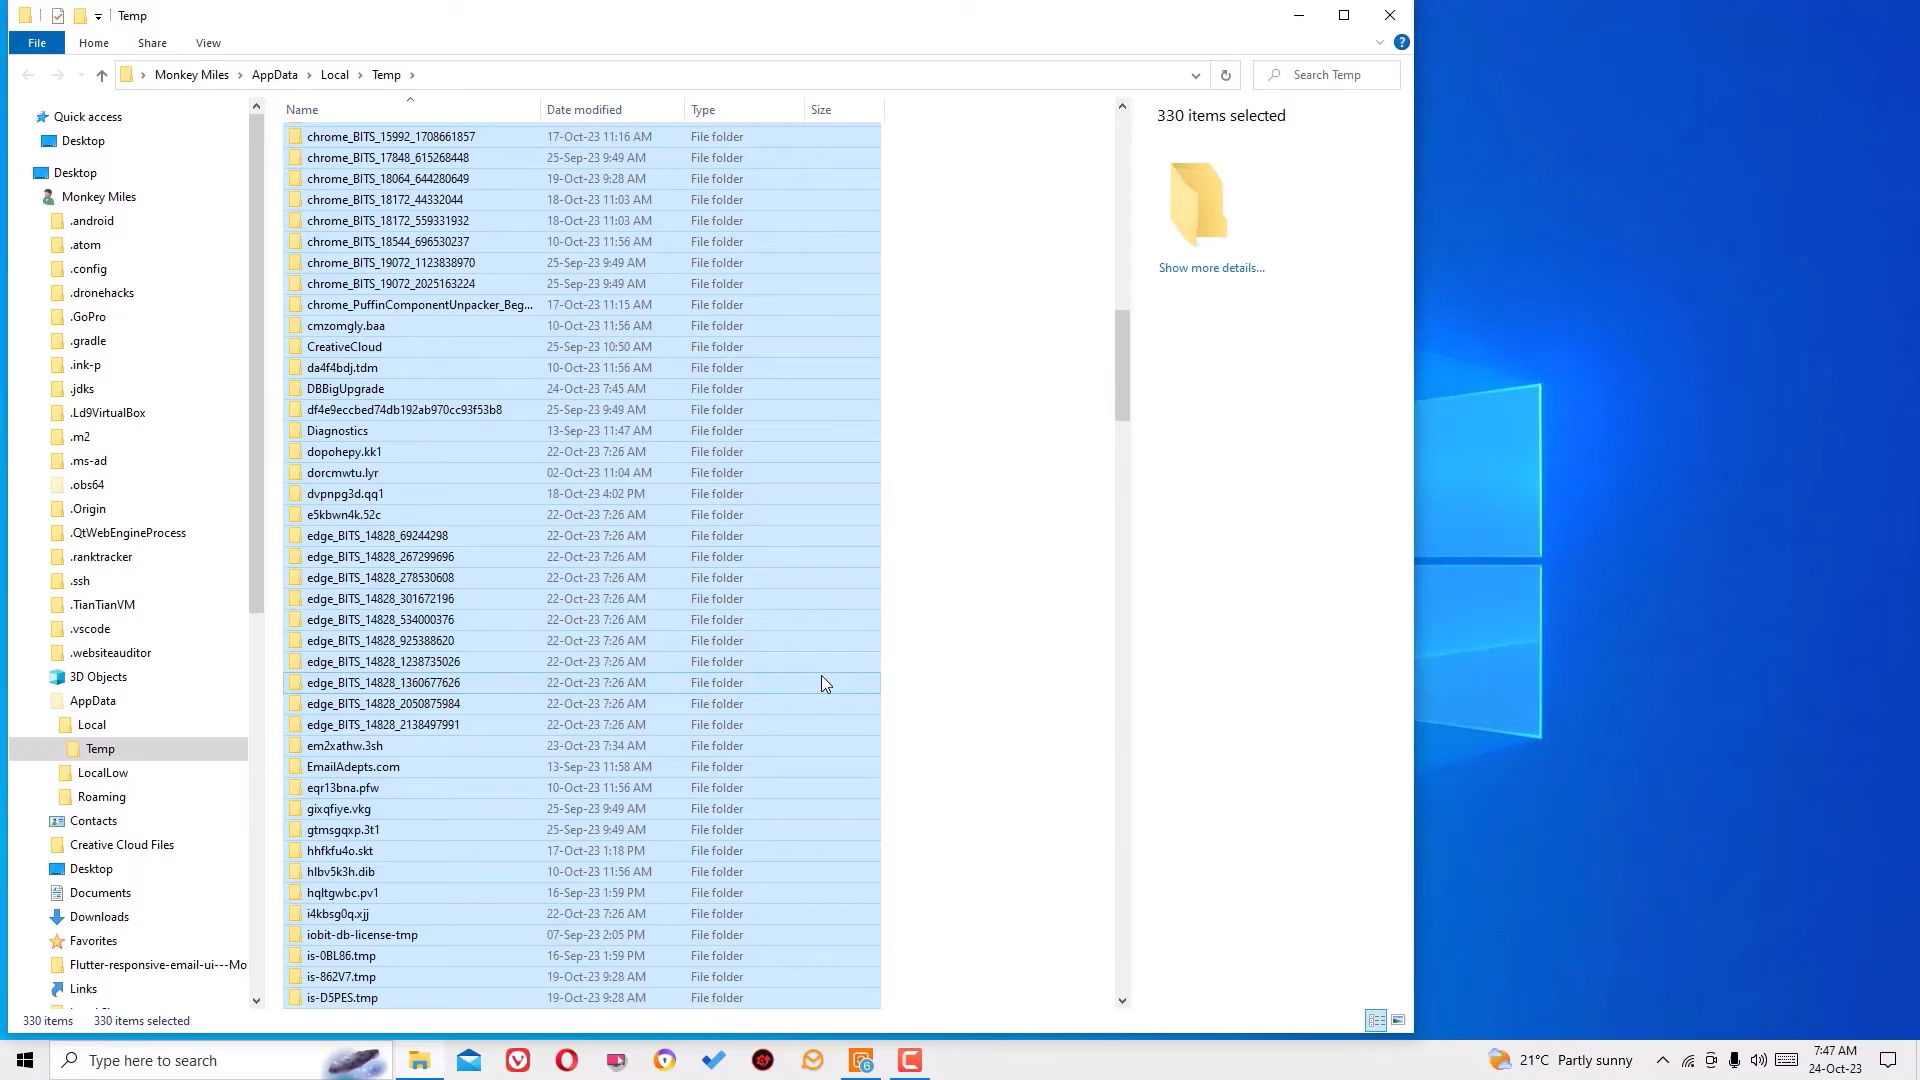 Temp
File Home Share View
Monkey Miles AppData Local Temp
Search Temp
Quick access
Desktop
Desktop
Monkey Miles
.android
.atom
.config
.dronehacks
.GoPro
.gradle
.ink-p
.jdks
.Ld9VirtualBox
.m2
.ms-ad
.obs64
.Origin
.QtWebEngineProcess
.ranktracker
.ssh
.TianTianVM
.vscode
.websiteauditor
3D Objects
AppData
Local
Temp
LocalLow
Roaming
Contacts
Creative Cloud Files
Desktop
Documents
Downloads
Favorites
Flutter-responsive-email-ui---Mo
Links
Name Date modified Type Size
chrome_BITS_15992_1708661857 17-Oct-23 11:16 AM File folder
chrome_BITS_17848_615268448 25-Sep-23 9:49 AM File folder
chrome_BITS_18064_644280649 19-Oct-23 9:28 AM File folder
chrome_BITS_18172_44332044 18-Oct-23 11:03 AM File folder
chrome_BITS_18172_559331932 18-Oct-23 11:03 AM File folder
chrome_BITS_18544_696530237 10-Oct-23 11:56 AM File folder
chrome_BITS_19072_1123838970 25-Sep-23 9:49 AM File folder
chrome_BITS_19072_2025163224 25-Sep-23 9:49 AM File folder
chrome_PuffinComponentUnpacker_Beg... 17-Oct-23 11:15 AM File folder
cmzomgly.baa 10-Oct-23 11:56 AM File folder
CreativeCloud 25-Sep-23 10:50 AM File folder
da4f4bdj.tdm 10-Oct-23 11:56 AM File folder
DBBigUpgrade 24-Oct-23 7:45 AM File folder
df4e9eccbed74db192ab970cc93f53b8 25-Sep-23 9:49 AM File folder
Diagnostics 13-Sep-23 11:47 AM File folder
dopohepy.kk1 22-Oct-23 7:26 AM File folder
dorcmwtu.lyr 02-Oct-23 11:04 AM File folder
dvpnpg3d.qq1 18-Oct-23 4:02 PM File folder
e5kbwn4k.52c 22-Oct-23 7:26 AM File folder
edge_BITS_14828_69244298 22-Oct-23 7:26 AM File folder
edge_BITS_14828_267299696 22-Oct-23 7:26 AM File folder
edge_BITS_14828_278530608 22-Oct-23 7:26 AM File folder
edge_BITS_14828_301672196 22-Oct-23 7:26 AM File folder
edge_BITS_14828_534000376 22-Oct-23 7:26 AM File folder
edge_BITS_14828_925388620 22-Oct-23 7:26 AM File folder
edge_BITS_14828_1238735026 22-Oct-23 7:26 AM File folder
edge_BITS_14828_1360677626 22-Oct-23 7:26 AM File folder
edge_BITS_14828_2050875984 22-Oct-23 7:26 AM File folder
edge_BITS_14828_2138497991 22-Oct-23 7:26 AM File folder
em2xathw.3sh 23-Oct-23 7:34 AM File folder
EmailAdepts.com 13-Sep-23 11:58 AM File folder
eqr13bna.pfw 10-Oct-23 11:56 AM File folder
gixqfiye.vkg 25-Sep-23 9:49 AM File folder
gtmsgqxp.3t1 25-Sep-23 9:49 AM File folder
hhfkfu4o.skt 17-Oct-23 1:18 PM File folder
hlbv5k3h.dib 10-Oct-23 11:56 AM File folder
hqltgwbc.pv1 16-Sep-23 1:59 PM File folder
i4kbsg0q.xjj 22-Oct-23 7:26 AM File folder
iobit-db-license-tmp 07-Sep-23 2:05 PM File folder
is-0BL86.tmp 16-Sep-23 1:59 PM File folder
is-862V7.tmp 19-Oct-23 9:28 AM File folder
is-D5PES.tmp 19-Oct-23 9:28 AM File folder
330 items selected
Show more details...
330 items 330 items selected
Type here to search
6
21°C Partly sunny
7:47 AM
24-Oct-23